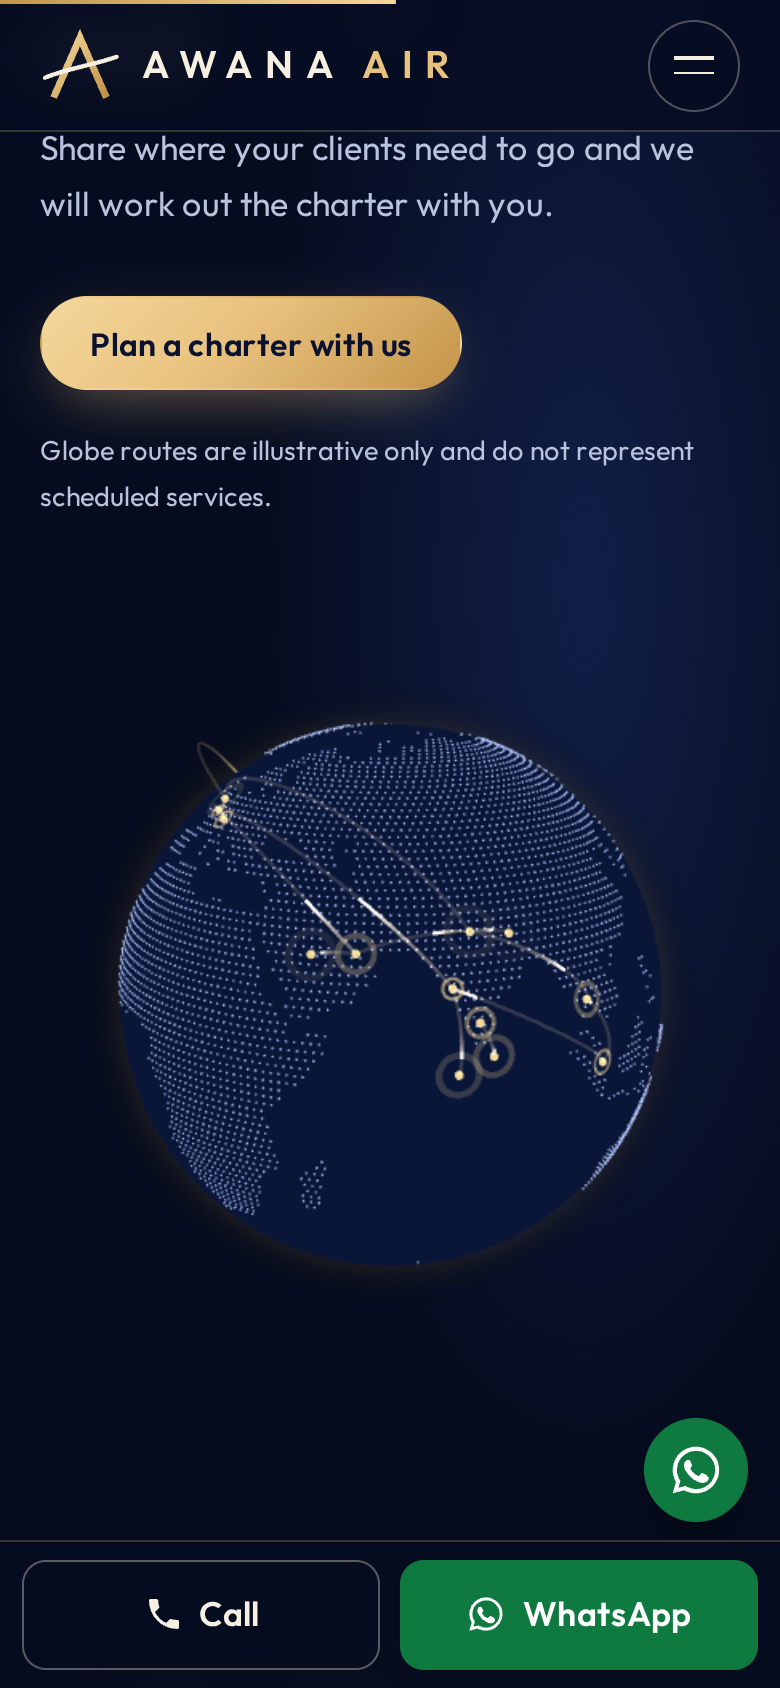 AWANA AIR
Share where your clients need to go and we
will work out the charter with you.
Plan a charter with us
Globe routes are illustrative only and do not represent
scheduled services.
Call
WhatsApp